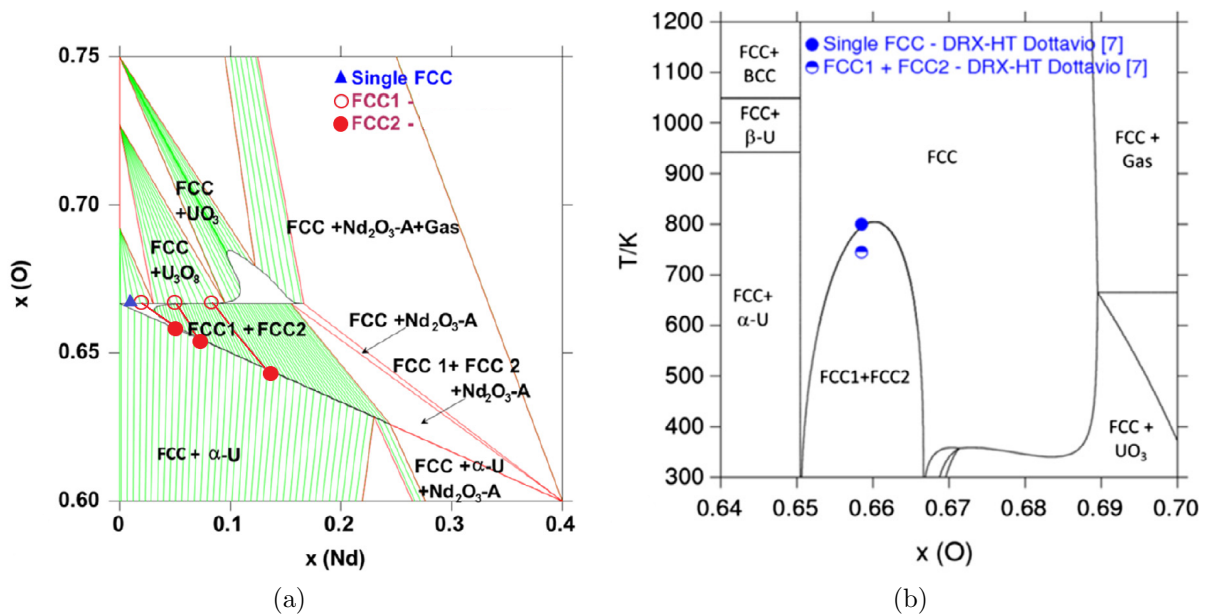 0.75
0.70
0.65
0.60
x (O)
Single FCC
FCC1 -
FCC2 -
FCC
+UO₃
FCC +Nd₂O₃-A+Gas
FCC
+U₃O₈
FCC1 + FCC2
FCC +Nd₂O₃-A
FCC 1+ FCC 2
+Nd₂O₃-A
FCC + α-U
FCC +α-U
+Nd₂O₃-A
0 0.1 0.2 0.3 0.4
x (Nd)
(a)
1200
1100
1000
900
800
700
600
500
400
300
T/K
Single FCC - DRX-HT Dottavio [7]
FCC1 + FCC2 - DRX-HT Dottavio [7]
FCC+
BCC
FCC+
β-U
FCC
FCC +
Gas
FCC+
α-U
FCC1+FCC2
FCC +
UO₃
0.64 0.65 0.66 0.67 0.68 0.69 0.70
x (O)
(b)